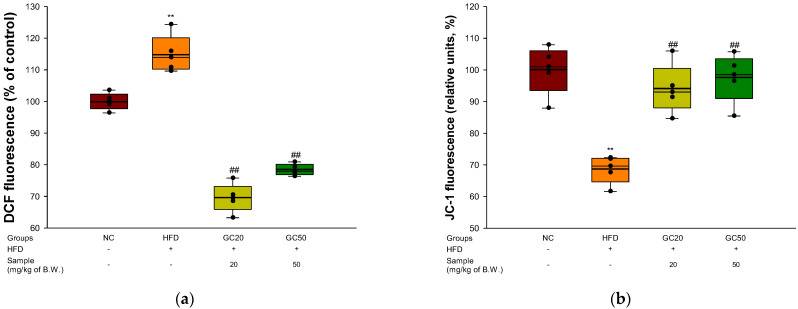 DCF fluorescence (% of control)
130
120
110
100
90
80
70
60
**
##
##
Groups NC HFD GC20 GC50
HFD - + + +
Sample
(mg/kg of B.W.) - - 20 50
(a)
JC-1 fluorescence (relative units, %)
120
110
100
90
80
70
60
50
**
##
##
Groups NC HFD GC20 GC50
HFD - + + +
Sample
(mg/kg of B.W.) - - 20 50
(b)